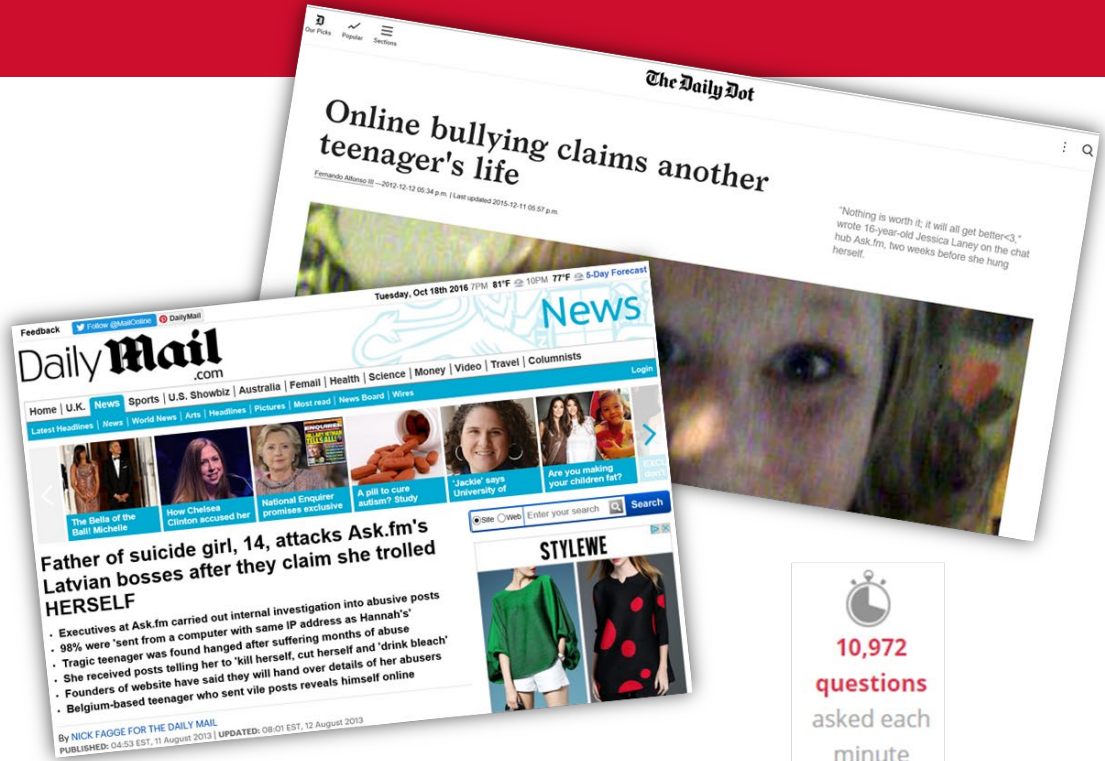 Our Picks
Popular
Sections
The Daily Dot
Online bullying claims another
teenager's life
Fernando Alfonso III —2012-12-12 05:34 p.m. | Last updated 2015-12-11 05:57 p.m.
"Nothing is worth it; it will all get better<3,"
wrote 16-year-old Jessica Laney on the chat
hub Ask.fm, two weeks before she hung
herself.
Tuesday, Oct 18th 2016 7PM 81°F 10PM 77°F 5-Day Forecast
Feedback Follow @MailOnline DailyMail
Daily Mail
.com
News
Home | U.K. News Sports | U.S. Showbiz | Australia | Femail | Health | Science | Money | Video | Travel | Columnists
Latest Headlines | News | World News | Arts | Headlines | Pictures | Most read | News Board | Wires
Login
The Bella of the
Ball! Michelle
How Chelsea
Clinton accused her
ENQUIRER
HILLARY HITMAN
TELLS ALL!
National Enquirer
promises exclusive
A pill to cure
autism? Study
'Jackie' says
University of
Are you making
your children fat?
Site Web Enter your search Search
Father of suicide girl, 14, attacks Ask.fm's
Latvian bosses after they claim she trolled
HERSELF
· Executives at Ask.fm carried out internal investigation into abusive posts
· 98% were 'sent from a computer with same IP address as Hannah's'
· Tragic teenager was found hanged after suffering months of abuse
· She received posts telling her to 'kill herself, cut herself and 'drink bleach'
· Founders of website have said they will hand over details of her abusers
· Belgium-based teenager who sent vile posts reveals himself online
By NICK FAGGE FOR THE DAILY MAIL
PUBLISHED: 04:53 EST, 11 August 2013 | UPDATED: 08:01 EST, 12 August 2013
STYLEWE
10,972
questions
asked each
minute